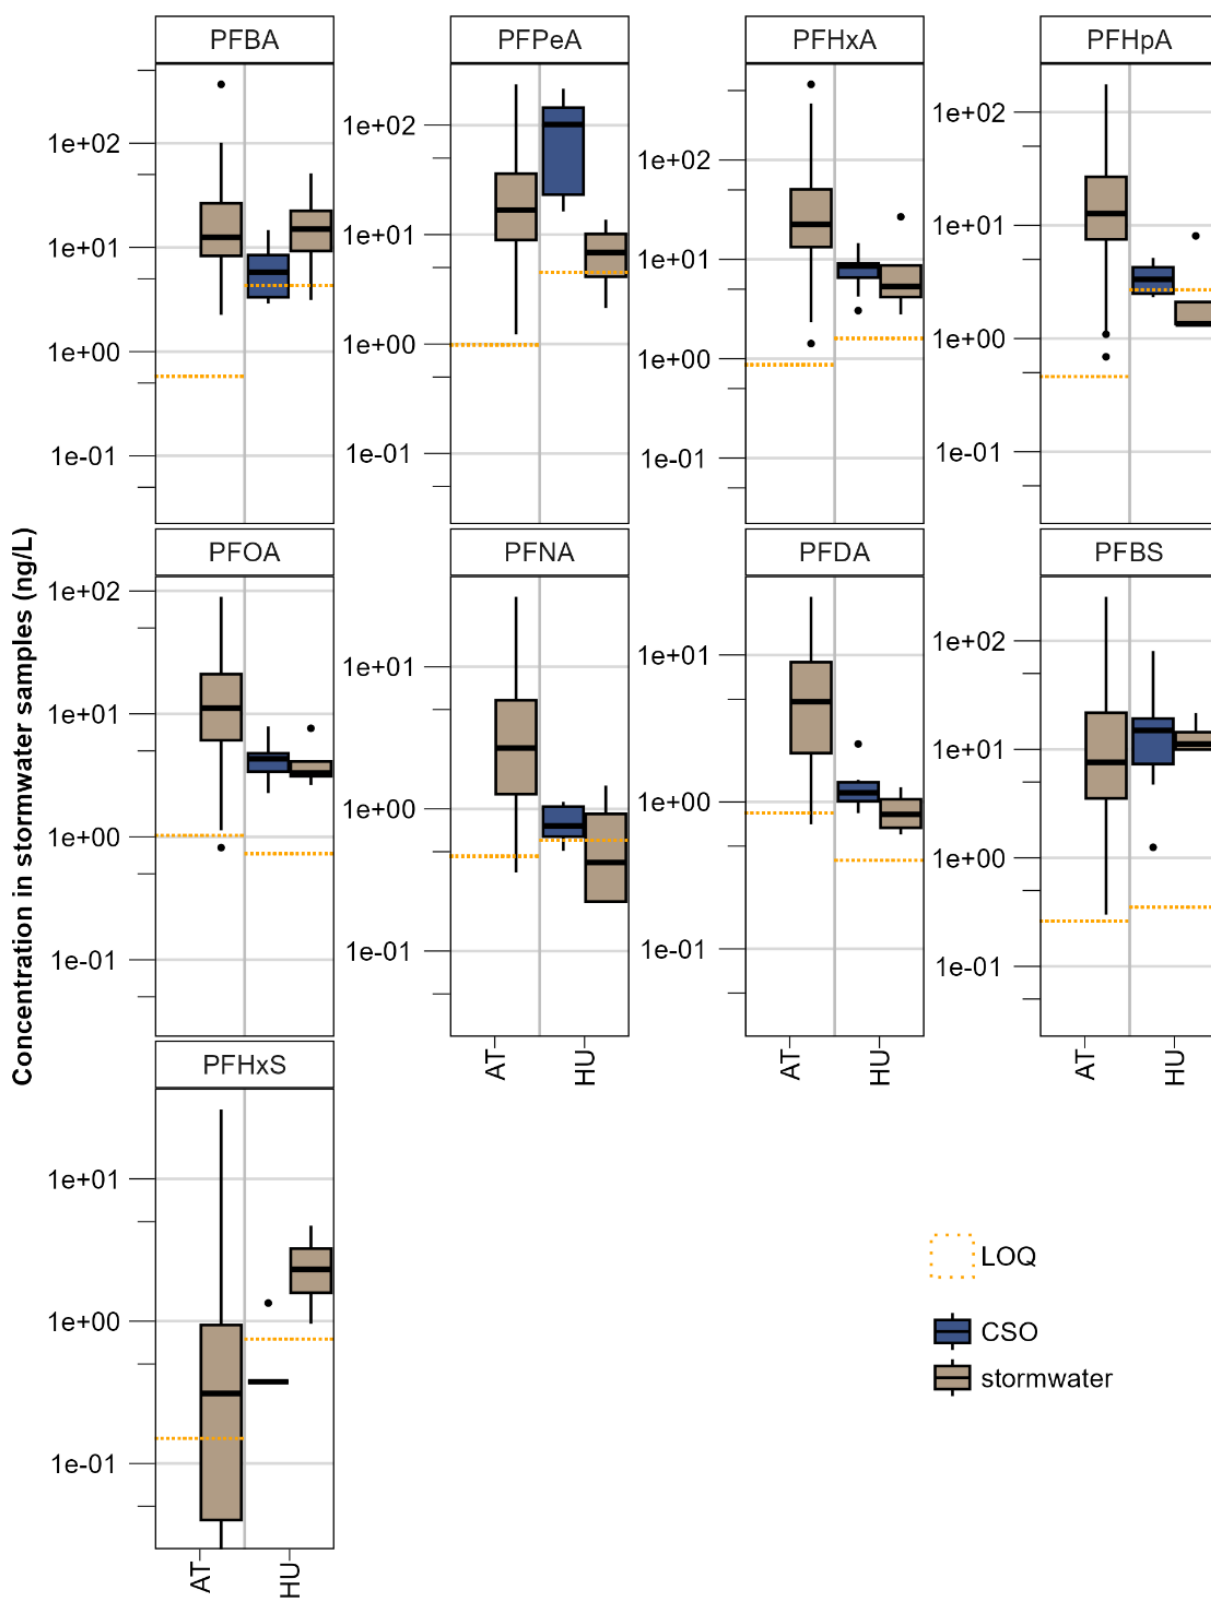 PFBA PFPeA PFHxA PFHpA
1e+02 1e+02 1e+02 1e+02
1e+01 1e+01 1e+01 1e+01
1e+00 1e+00 1e+00 1e+00
1e-01 1e-01 1e-01 1e-01
Concentration in stormwater samples (ng/L)
PFOA PFNA PFDA PFBS
1e+02 1e+01 1e+01 1e+02
1e+01 1e+00 1e+00 1e+01
1e+00 1e-01 1e-01 1e+00
1e-01 1e-01
AT HU AT HU AT HU
PFHxS
1e+01
1e+00
1e-01
AT HU
LOQ
CSO
stormwater